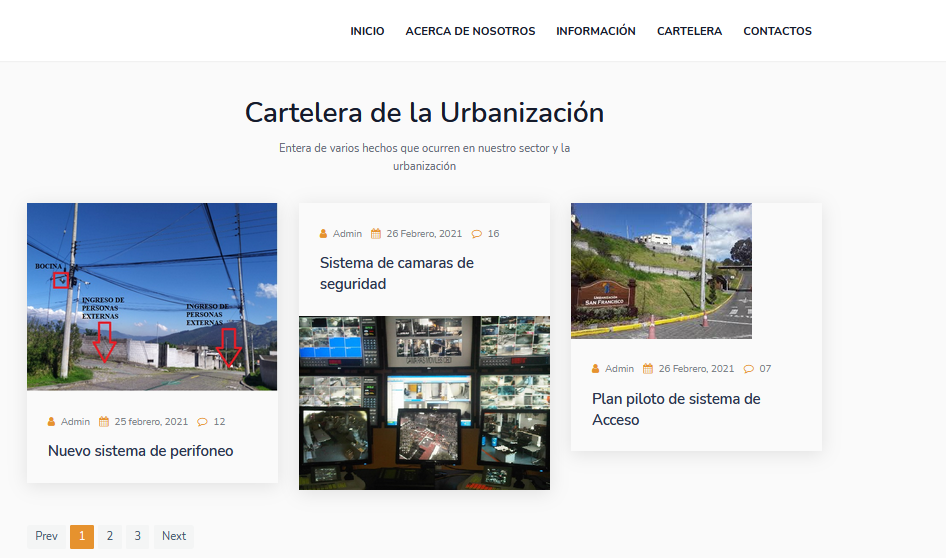 INICIO ACERCA DE NOSOTROS INFORMACIÓN CARTELERA CONTACTOS
Cartelera de la Urbanización
Entera de varios hechos que ocurren en nuestro sector y la
urbanización
BOCINA
INGRESO DE
PERSONAS
EXTERNAS
INGRESO DE
PERSONAS
EXTERNAS
Admin 25 febrero, 2021 12
Nuevo sistema de perifoneo
Admin 26 Febrero, 2021 16
Sistema de camaras de
seguridad
URBANIZACIÓN
SAN FRANCISCO
Admin 26 Febrero, 2021 07
Plan piloto de sistema de
Acceso
Prev 1 2 3 Next